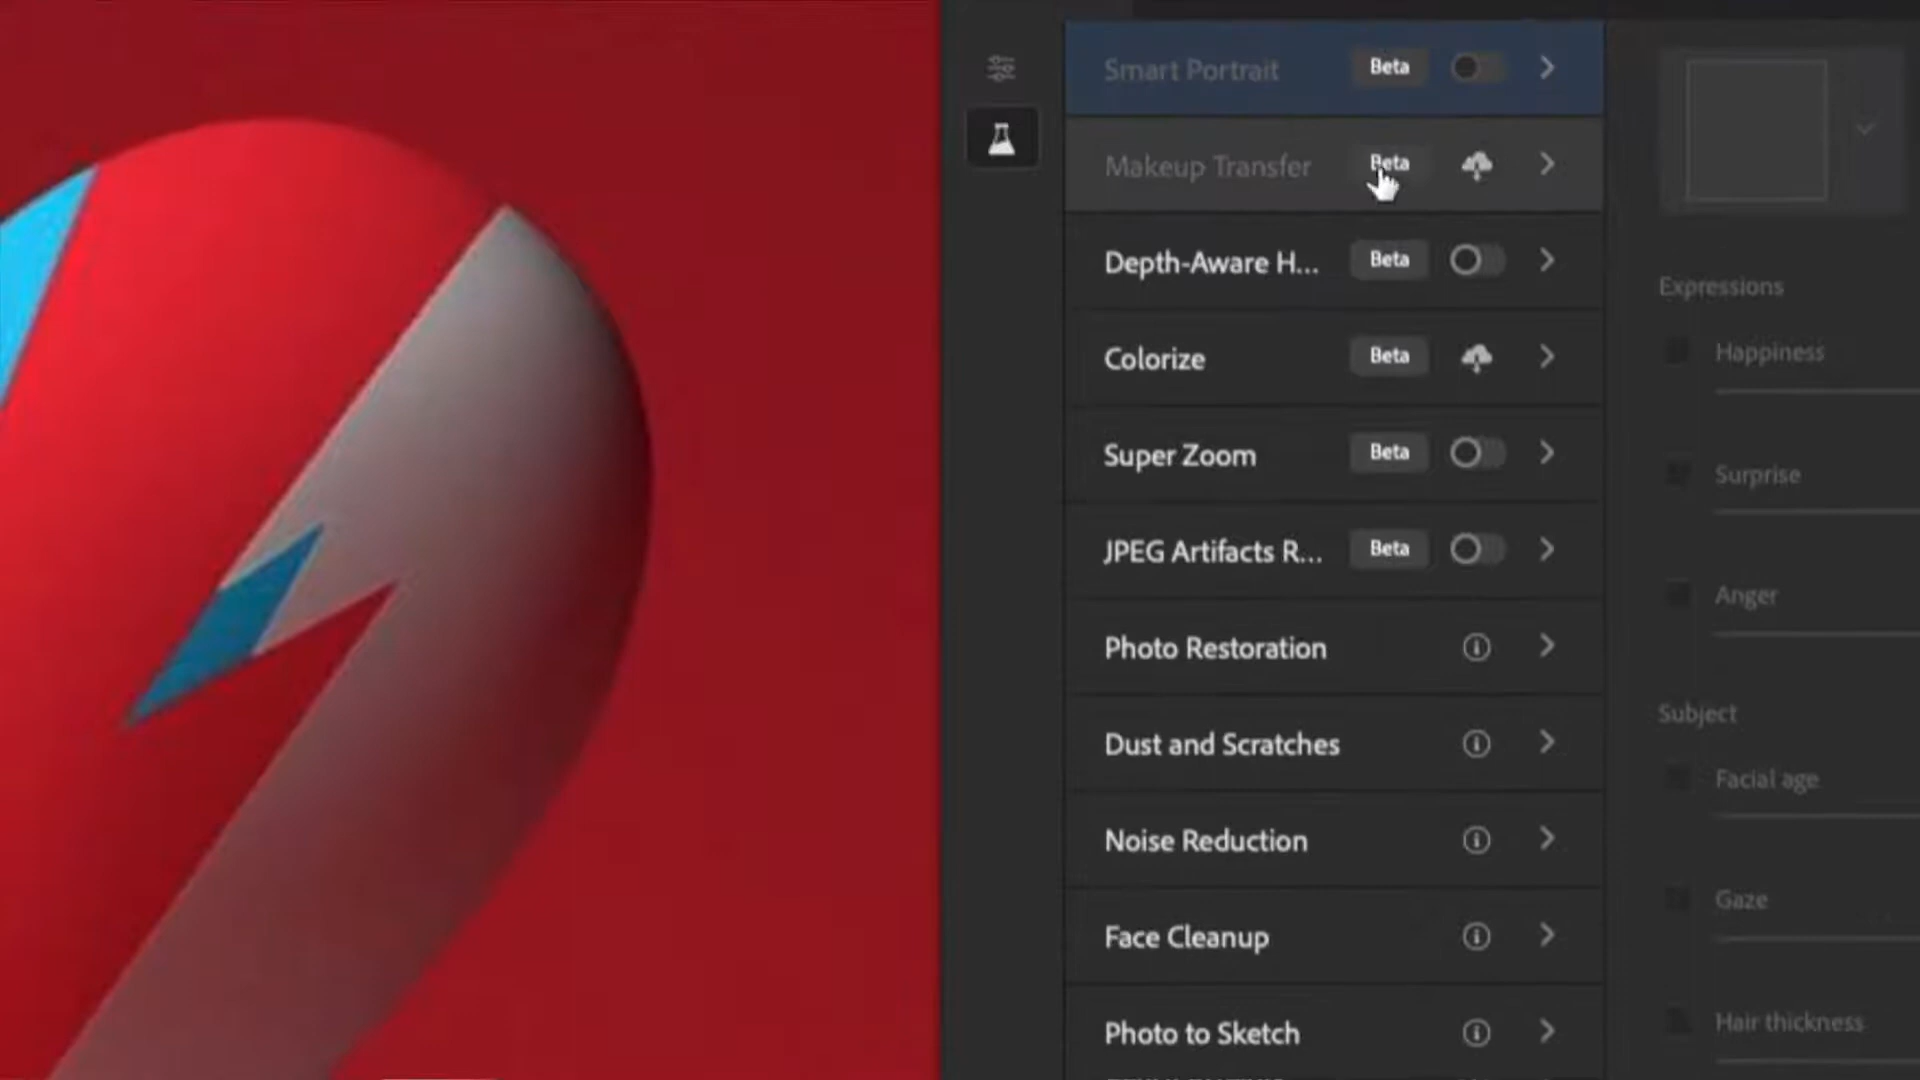 Smart Portrait Beta
Makeup Transfer Beta
Depth-Aware H... Beta
Colorize Beta
Super Zoom Beta
JPEG Artifacts R... Beta
Photo Restoration
Dust and Scratches
Noise Reduction
Face Cleanup
Photo to Sketch
Expressions
Happiness
Surprise
Anger
Subject
Facial age
Gaze
Hair thickness